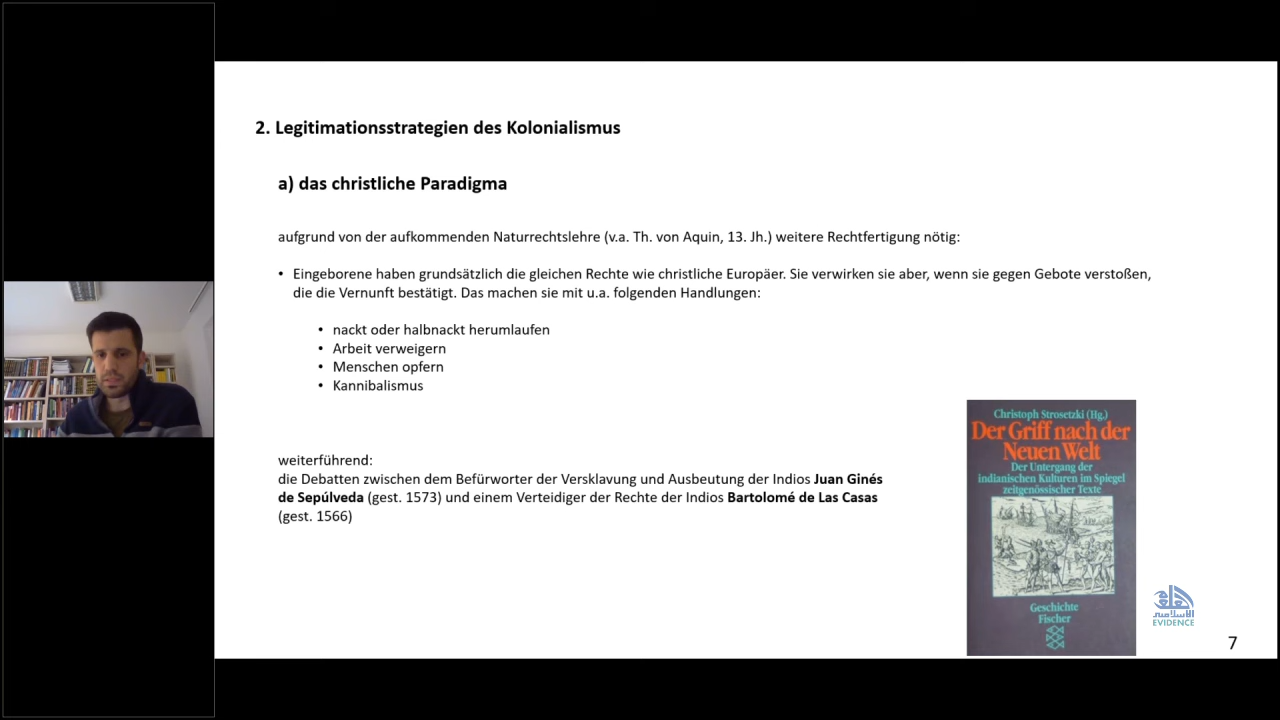 2. Legitimationsstrategien des Kolonialismus
a) das christliche Paradigma
aufgrund von der aufkommenden Naturrechtslehre (v.a. Th. von Aquin, 13. Jh.) weitere Rechtfertigung nötig:
• Eingeborene haben grundsätzlich die gleichen Rechte wie christliche Europäer. Sie verwirken sie aber, wenn sie gegen Gebote verstoßen,
die die Vernunft bestätigt. Das machen sie mit u.a. folgenden Handlungen:
• nackt oder halbnackt herumlaufen
• Arbeit verweigern
• Menschen opfern
• Kannibalismus
weiterführend:
die Debatten zwischen dem Befürworter der Versklavung und Ausbeutung der Indios Juan Ginés
de Sepúlveda (gest. 1573) und einem Verteidiger der Rechte der Indios Bartolomé de Las Casas
(gest. 1566)
Christoph Strosetzki (Hg.)
Der Griff nach der
Neuen Welt
Der Untergang der
indianischen Kulturen im Spiegel
zeitgenössischer Texte
Geschichte
Fischer
EVIDENCE
7